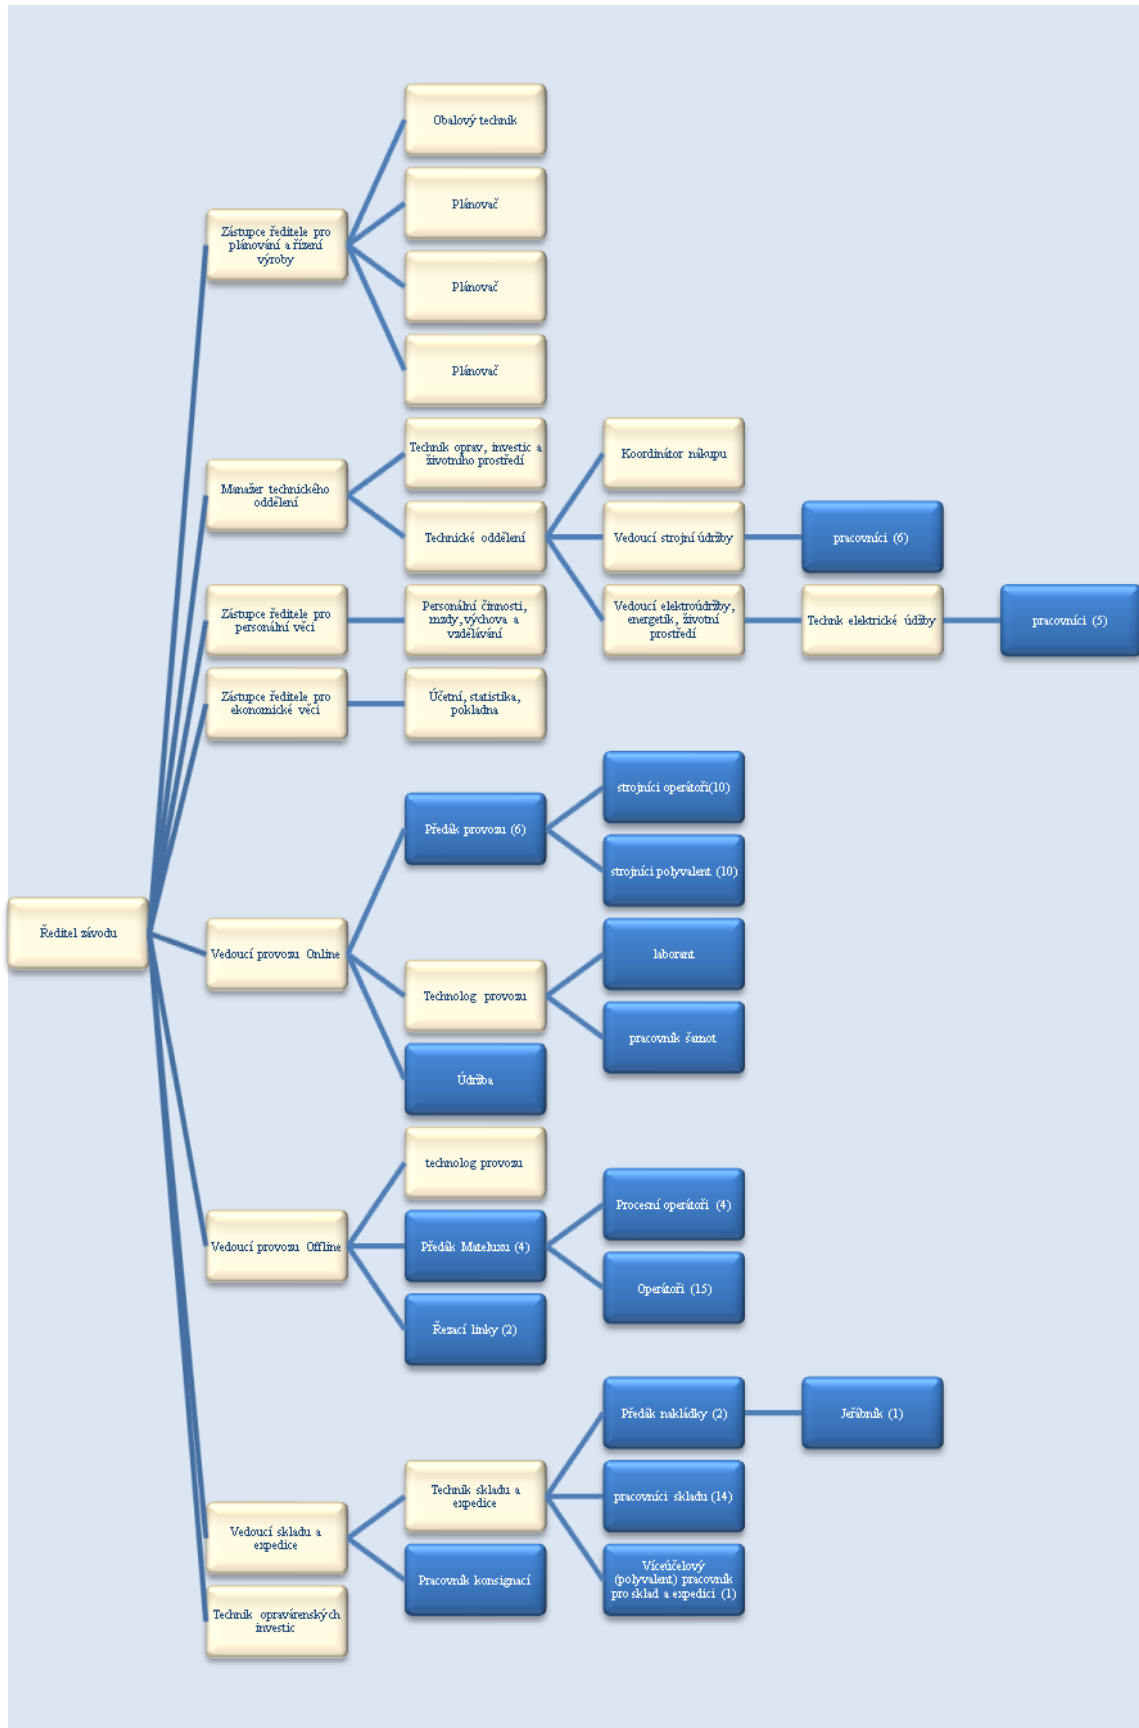 Obalový technik
Plánovač
Zástupce ředitele pro
plánování a řízení
výroby
Plánovač
Plánovač
Technik oprav, investic a
životního prostředí
Koordinátor nákupu
Manažer technického
oddělení
Technické oddělení
Vedoucí strojní údržby
pracovníci (6)
Zástupce ředitele pro
personální věci
Personální činnosti,
mzdy, výchova a
vzdělávání
Vedoucí elektroúdržby,
energetik, životní
prostředí
Technk elektrické údžby
pracovníci (5)
Zástupce ředitele pro
ekonomické věci
Účetní, statistika,
pokladna
strojníci operátoři(10)
Předák provozu (6)
strojníci polyvalent (10)
Ředitel závodu
Vedoucí provozu Online
laborant
Technolog provozu
pracovník šamot
Údržba
technolog provozu
Procesní operátoři (4)
Vedoucí provozu Offline
Předák Mateluxu (4)
Operátoři (15)
Řezací linky (2)
Předák nakládky (2)
Jeřábník (1)
Technik skladu a
expedice
pracovníci skladu (14)
Vedoucí skladu a
expedice
Pracovník konsignací
Víceúčelový
(polyvalent) pracovník
pro sklad a expedici (1)
Technik opravárenských
investic